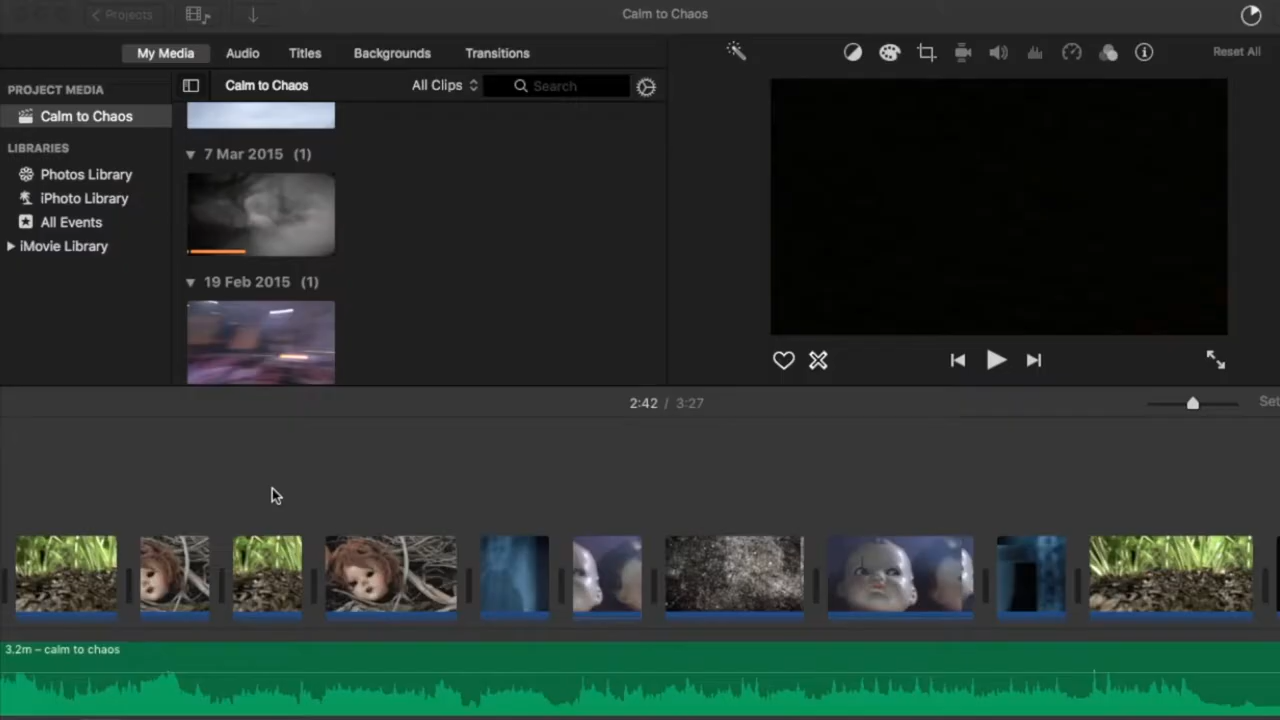 Projects
Calm to Chaos
My Media
Audio
Titles
Backgrounds
Transitions
Reset All
PROJECT MEDIA
Calm to Chaos
All Clips
Search
Calm to Chaos
LIBRARIES
7 Mar 2015 (1)
Photos Library
iPhoto Library
All Events
iMovie Library
19 Feb 2015 (1)
2:42 / 3:27
Set
3.2m – calm to chaos